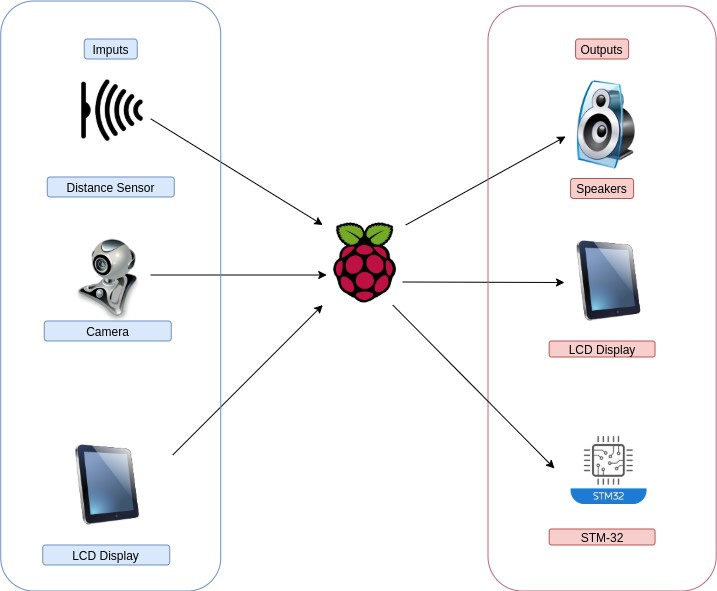 Imputs
Outputs
Distance Sensor
Speakers
Camera
LCD Display
STM32
LCD Display
STM-32